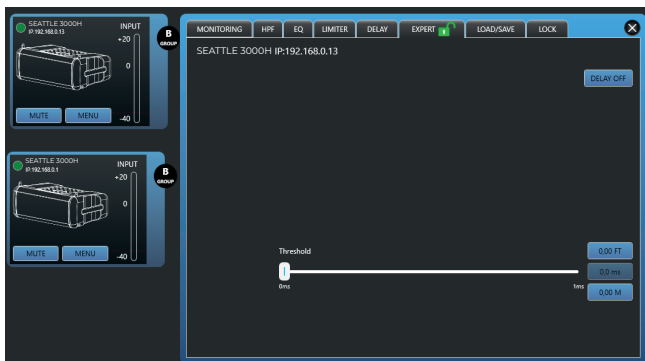 SEATTLE 3000H
IP:192.168.0.13
INPUT
+20
0
-40
B
GROUP
MUTE
MENU
SEATTLE 3000H
IP:192.168.0.1
INPUT
+20
0
-40
B
GROUP
MUTE
MENU
MONITORING
HPF
EQ
LIMITER
DELAY
EXPERT
LOAD/SAVE
LOCK
X
SEATTLE 3000H IP:192.168.0.13
DELAY OFF
Threshold
0ms
1ms
0,00 FT
0,0 ms
0,00 M